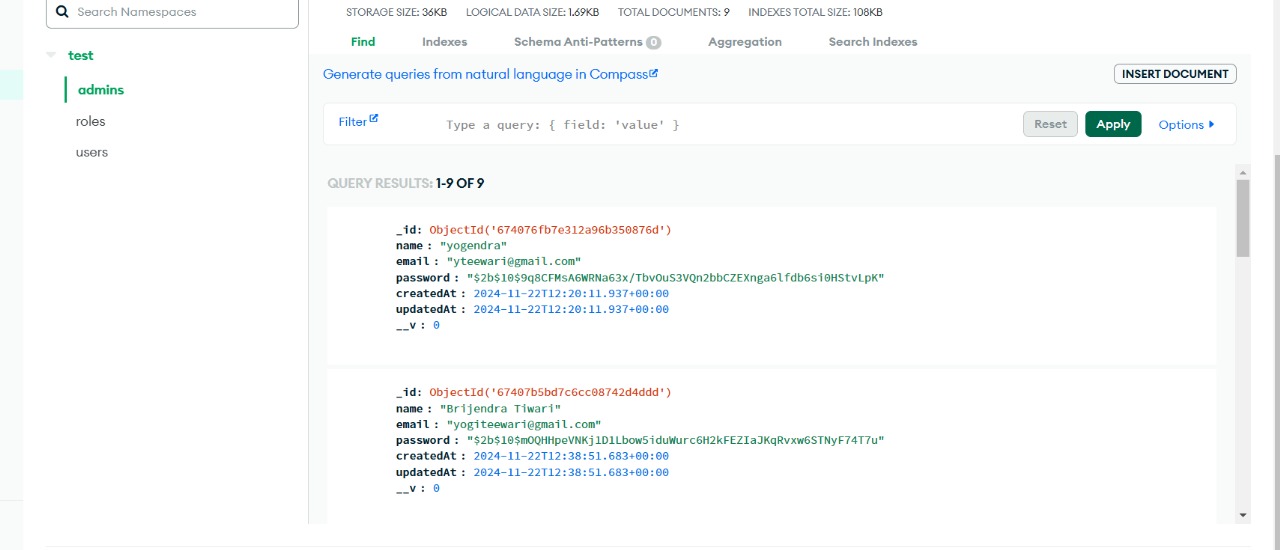 Search Namespaces
test
admins
roles
users
STORAGE SIZE: 36KB LOGICAL DATA SIZE: 1.69KB TOTAL DOCUMENTS: 9 INDEXES TOTAL SIZE: 108KB
Find Indexes Schema Anti-Patterns 0 Aggregation Search Indexes
Generate queries from natural language in Compass
INSERT DOCUMENT
Filter Type a query: { field: 'value' } Reset Apply Options
QUERY RESULTS: 1-9 OF 9
_id: ObjectId('674076fb7e312a96b350876d')
name : "yogendra"
email : "yteewari@gmail.com"
password : "$2b$10$9q8CFMsA6WRNa63x/TbvOuS3VQn2bbCZEXnga6lfdb6si0HStvLpK"
createdAt : 2024-11-22T12:20:11.937+00:00
updatedAt : 2024-11-22T12:20:11.937+00:00
__v : 0
_id: ObjectId('67407b5bd7c6cc08742d4ddd')
name : "Brijendra Tiwari"
email : "yogiteewari@gmail.com"
password : "$2b$10$mOQHHpeVNKj1D1Lbow5iduWurc6H2kFEZIaJKqRvxw6STNyF74T7u"
createdAt : 2024-11-22T12:38:51.683+00:00
updatedAt : 2024-11-22T12:38:51.683+00:00
__v : 0